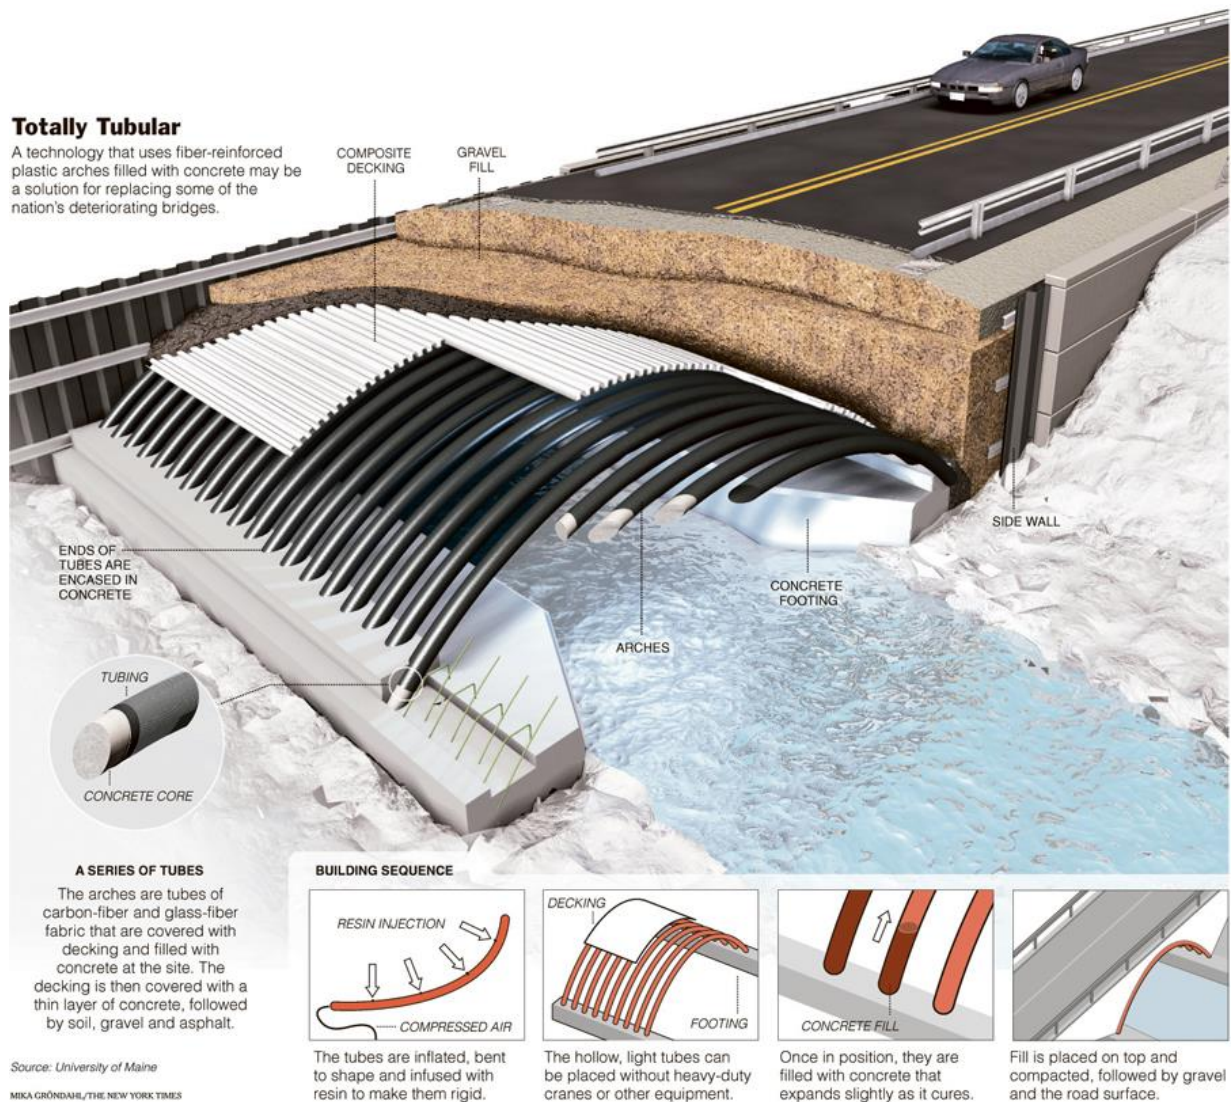 Totally Tubular
A technology that uses fiber-reinforced
plastic arches filled with concrete may be
a solution for replacing some of the
nation's deteriorating bridges.
COMPOSITE
DECKING
GRAVEL
FILL
SIDE WALL
ENDS OF
TUBES ARE
ENCASED IN
CONCRETE
CONCRETE
FOOTING
ARCHES
TUBING
CONCRETE CORE
A SERIES OF TUBES
The arches are tubes of
carbon-fiber and glass-fiber
fabric that are covered with
decking and filled with
concrete at the site. The
decking is then covered with a
thin layer of concrete, followed
by soil, gravel and asphalt.
Source: University of Maine
MIKA GRÖNDAHL/THE NEW YORK TIMES
BUILDING SEQUENCE
RESIN INJECTION
COMPRESSED AIR
The tubes are inflated, bent
to shape and infused with
resin to make them rigid.
DECKING
FOOTING
The hollow, light tubes can
be placed without heavy-duty
cranes or other equipment.
CONCRETE FILL
Once in position, they are
filled with concrete that
expands slightly as it cures.
Fill is placed on top and
compacted, followed by gravel
and the road surface.